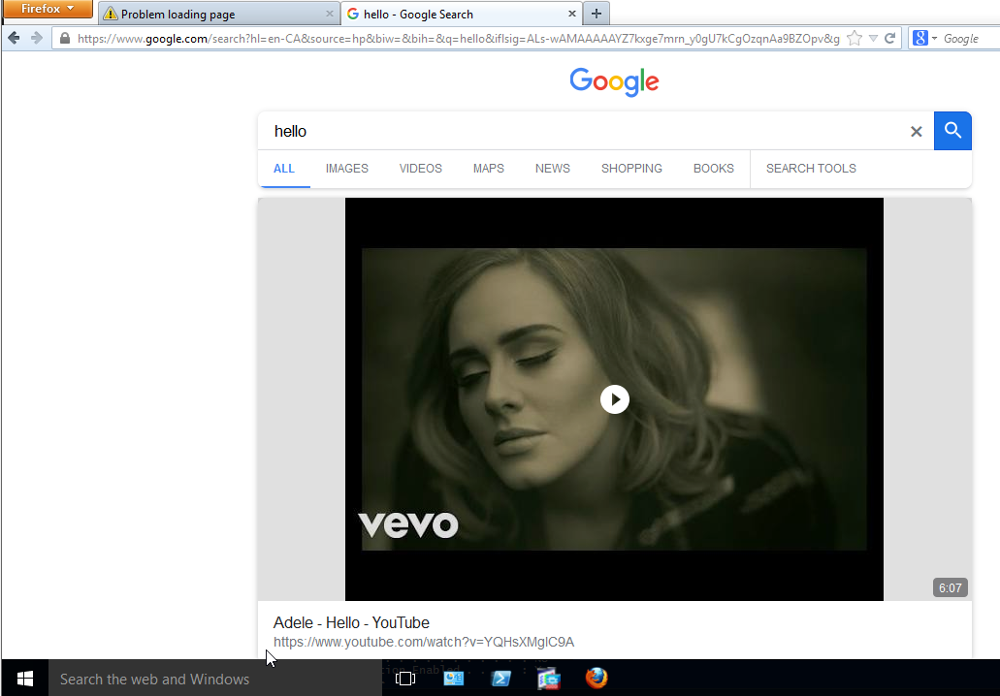 Firefox
Problem loading page
hello - Google Search
https://www.google.com/search?hl=en-CA&source=hp&biw=&bih=&q=hello&iflsig=ALs-wAMAAAAAYZ7kxge7mrn_y0gU7kCgOzqnAa9BZOpv&g
Google
Google
hello
ALL IMAGES VIDEOS MAPS NEWS SHOPPING BOOKS SEARCH TOOLS
vevo
6:07
Adele - Hello - YouTube
https://www.youtube.com/watch?v=YQHsXMglC9A
Search the web and Windows